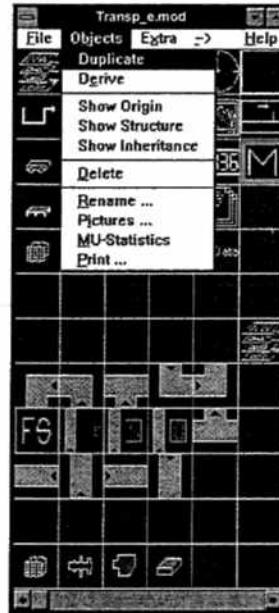 Transp_e.mod
File Objects Extra -> Help
Duplicate
Derive
Show Origin
Show Structure
Show Inheritance
Delete
Rename ...
Pictures ...
MU-Statistics
Print ...
M
FS